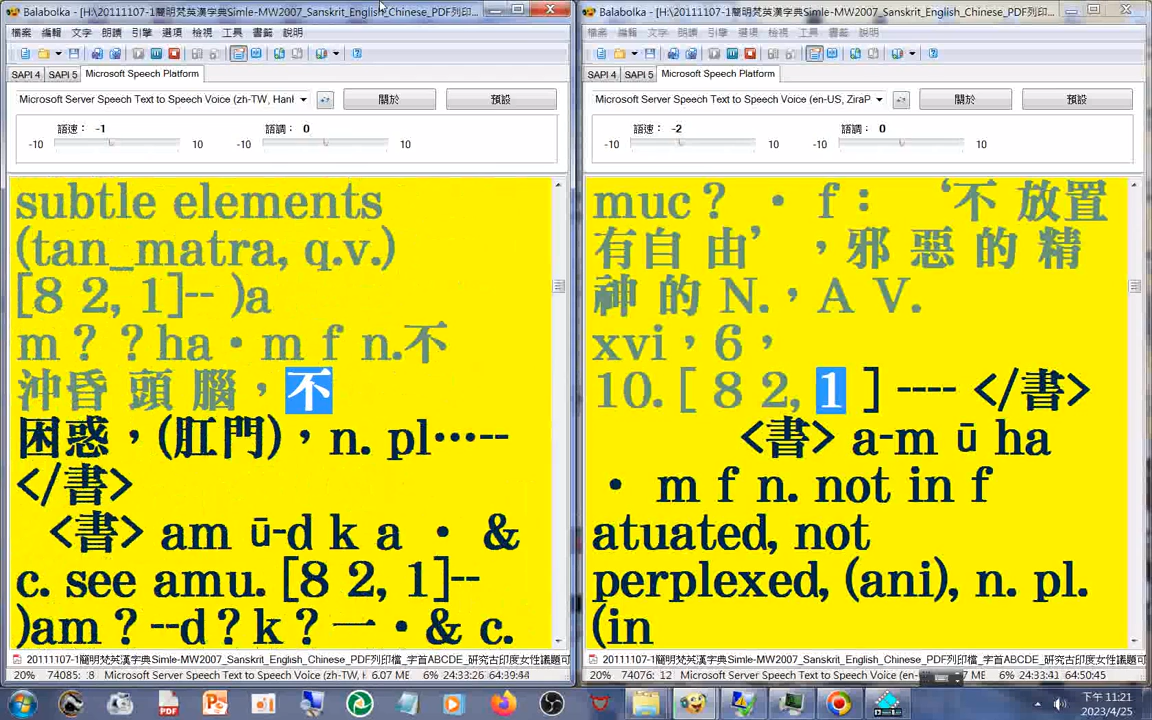 Balabolka - [H:\20111107-1簡明梵英漢字典Simle-MW2007_Sanskrit_English_Chinese_PDF列印...
檔案 編輯 文字 朗讀 引擎 選項 檢視 工具 書籤 說明
SAPI 4 SAPI 5 Microsoft Speech Platform
Microsoft Server Speech Text to Speech Voice (zh-TW, Hanl
關於 預設
語速： -1 語調： 0
-10 10 -10 10
subtle elements
(tan_matra, q.v.)
[8 2, 1]-- )a
m？？ha•m f n.不
沖昏 頭 腦，不
困惑，(肛門)，n. pl…--
</書>
<書> am ū-d k a • &
c. see amu. [8 2, 1]--
)am？--d？k？一•& c.
20111107-1簡明梵英漢字典Simle-MW2007_Sanskrit_English_Chinese_PDF列印檔_字首ABCDE_研究古印度女性議題可
20% 74085: :8 Microsoft Server Speech Text to Speech Voice (zh-TW, H 6.07 ME 6% 24:33:26 64:39:44
Balabolka - [H:\20111107-1簡明梵英漢字典Simle-MW2007_Sanskrit_English_Chinese_PDF列印...
檔案 編輯 文字 朗讀 引擎 選項 檢視 工具 書籤 說明
SAPI 4 SAPI 5 Microsoft Speech Platform
Microsoft Server Speech Text to Speech Voice (en-US, ZiraP
關於 預設
語速： -2 語調： 0
-10 10 -10 10
muc？ • f：‘不 放置
有自 由’，邪 惡 的 精
神 的 N.，A V.
xvi，6，
10. [ 8 2, 1 ] ---- </書>
<書> a-m ū ha
• m f n. not in f
atuated, not
perplexed, (ani), n. pl.
(in
20111107-1簡明梵英漢字典Simle-MW2007_Sanskrit_English_Chinese_PDF列印檔_字首ABCDE_研究古印度女性議題可
20% 74076: 12 Microsoft Server Speech Text to Speech Voice (en-US, 6% 24:33:41 64:50:45
下午 11:21
2023/4/25